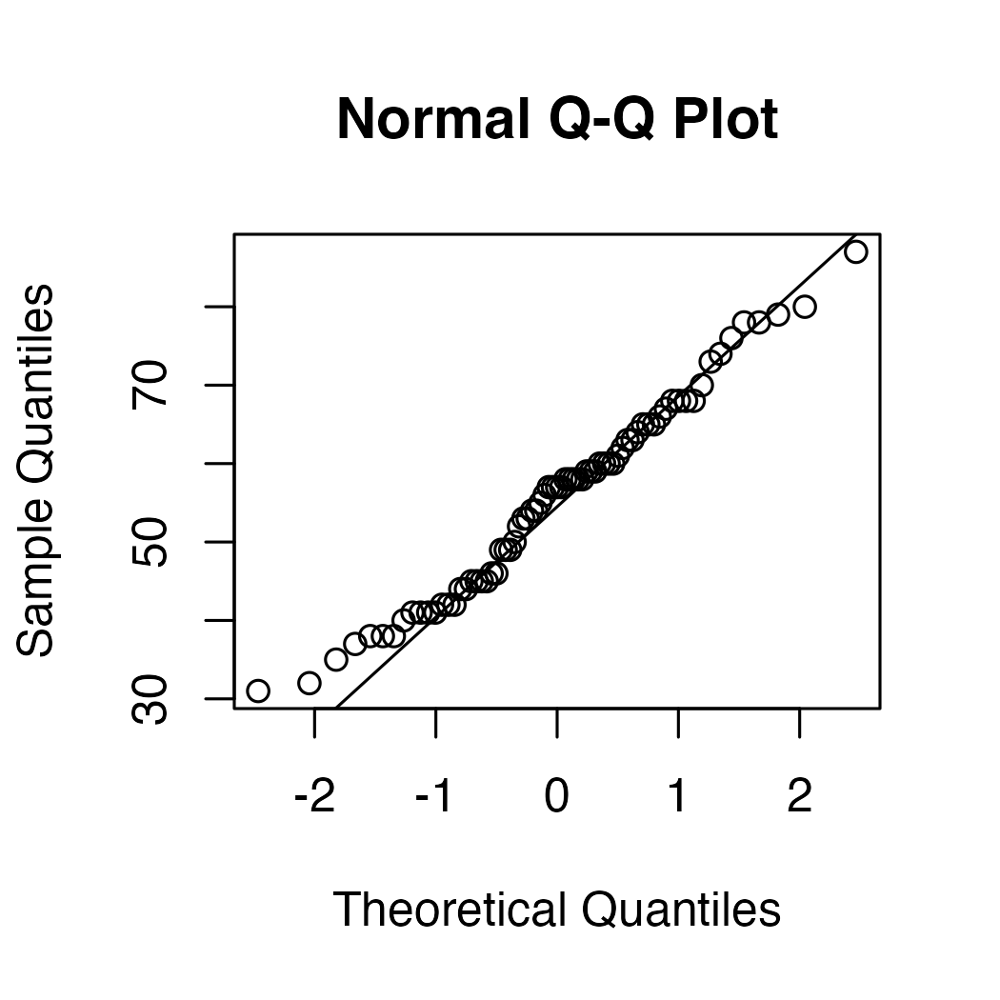 Normal Q-Q Plot
Sample Quantiles
70
50
30
-2 -1 0 1 2
Theoretical Quantiles